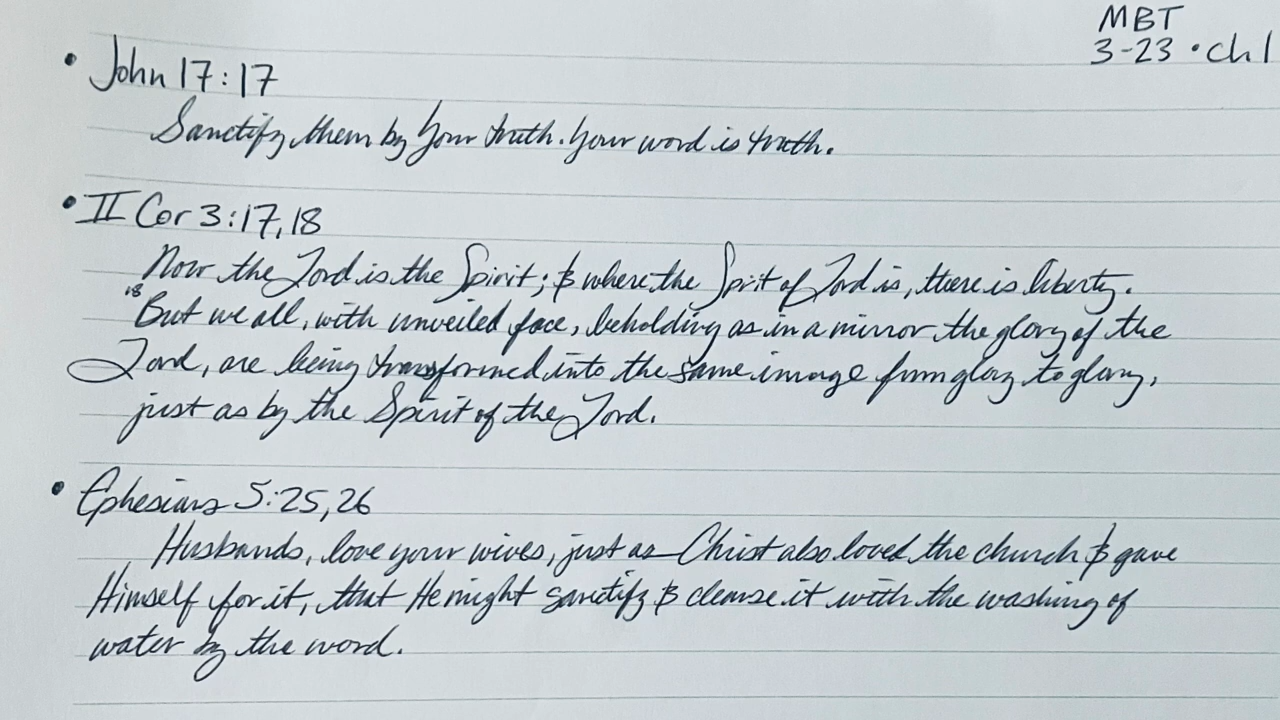 MBT
3-23 • ch 1
• John 17:17
Sanctify them by Your truth. Your word is truth.
• II Cor 3:17,18
Now the Lord is the Spirit; & where the Sprit of Lord is, there is liberty.
18 But we all, with unveiled face, beholding as in a mirror the glory of the
Lord, are being transformed into the same image from glory to glory,
just as by the Spirit of the Lord.
• Ephesians 5:25,26
Husbands, love your wives, just as Christ also loved the church & gave
Himself for it, that He might sanctify & cleanse it with the washing of
water by the word.